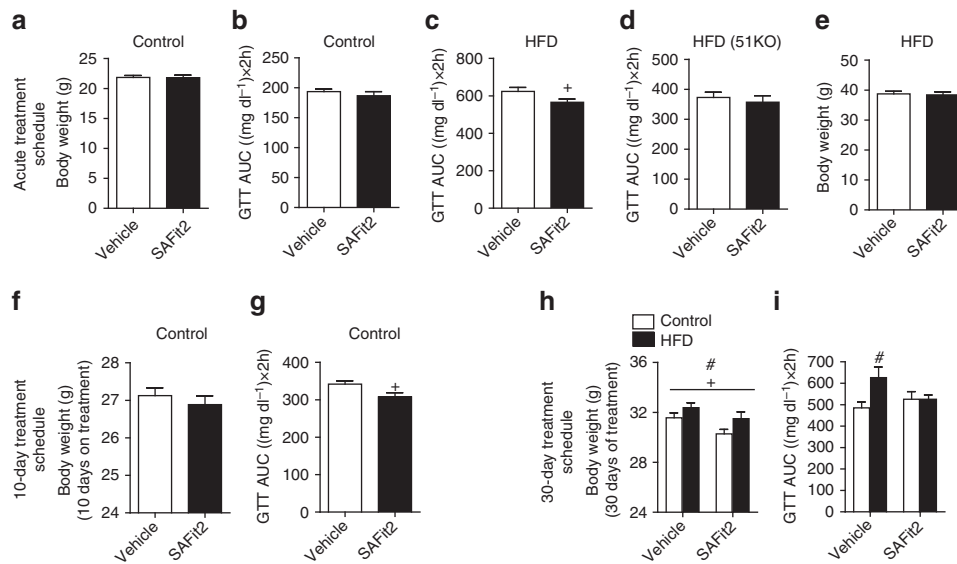 a
Control
Acute treatment
schedule
Body weight (g)
25
20
15
10
5
0
Vehicle
SAFit2
b
Control
GTT AUC ((mg dl⁻¹)×2h)
250
200
150
100
50
0
Vehicle
SAFit2
c
HFD
GTT AUC ((mg dl⁻¹)×2h)
800
600
400
200
0
+
Vehicle
SAFit2
d
HFD (51KO)
GTT AUC ((mg dl⁻¹)×2h)
500
400
300
200
100
0
Vehicle
SAFit2
e
HFD
Body weight (g)
50
40
30
20
10
0
Vehicle
SAFit2
f
Control
10-day treatment
schedule
Body weight (g)
(10 days on treatment)
28
27
26
25
24
Vehicle
SAFit2
g
Control
GTT AUC ((mg dl⁻¹)×2h)
400
300
200
100
0
+
Vehicle
SAFit2
h
Control
HFD
30-day treatment
schedule
Body weight (g)
(30 days of treatment)
36
32
28
24
#
+
Vehicle
SAFit2
i
GTT AUC ((mg dl⁻¹)×2h)
700
600
500
400
300
200
100
0
#
Vehicle
SAFit2